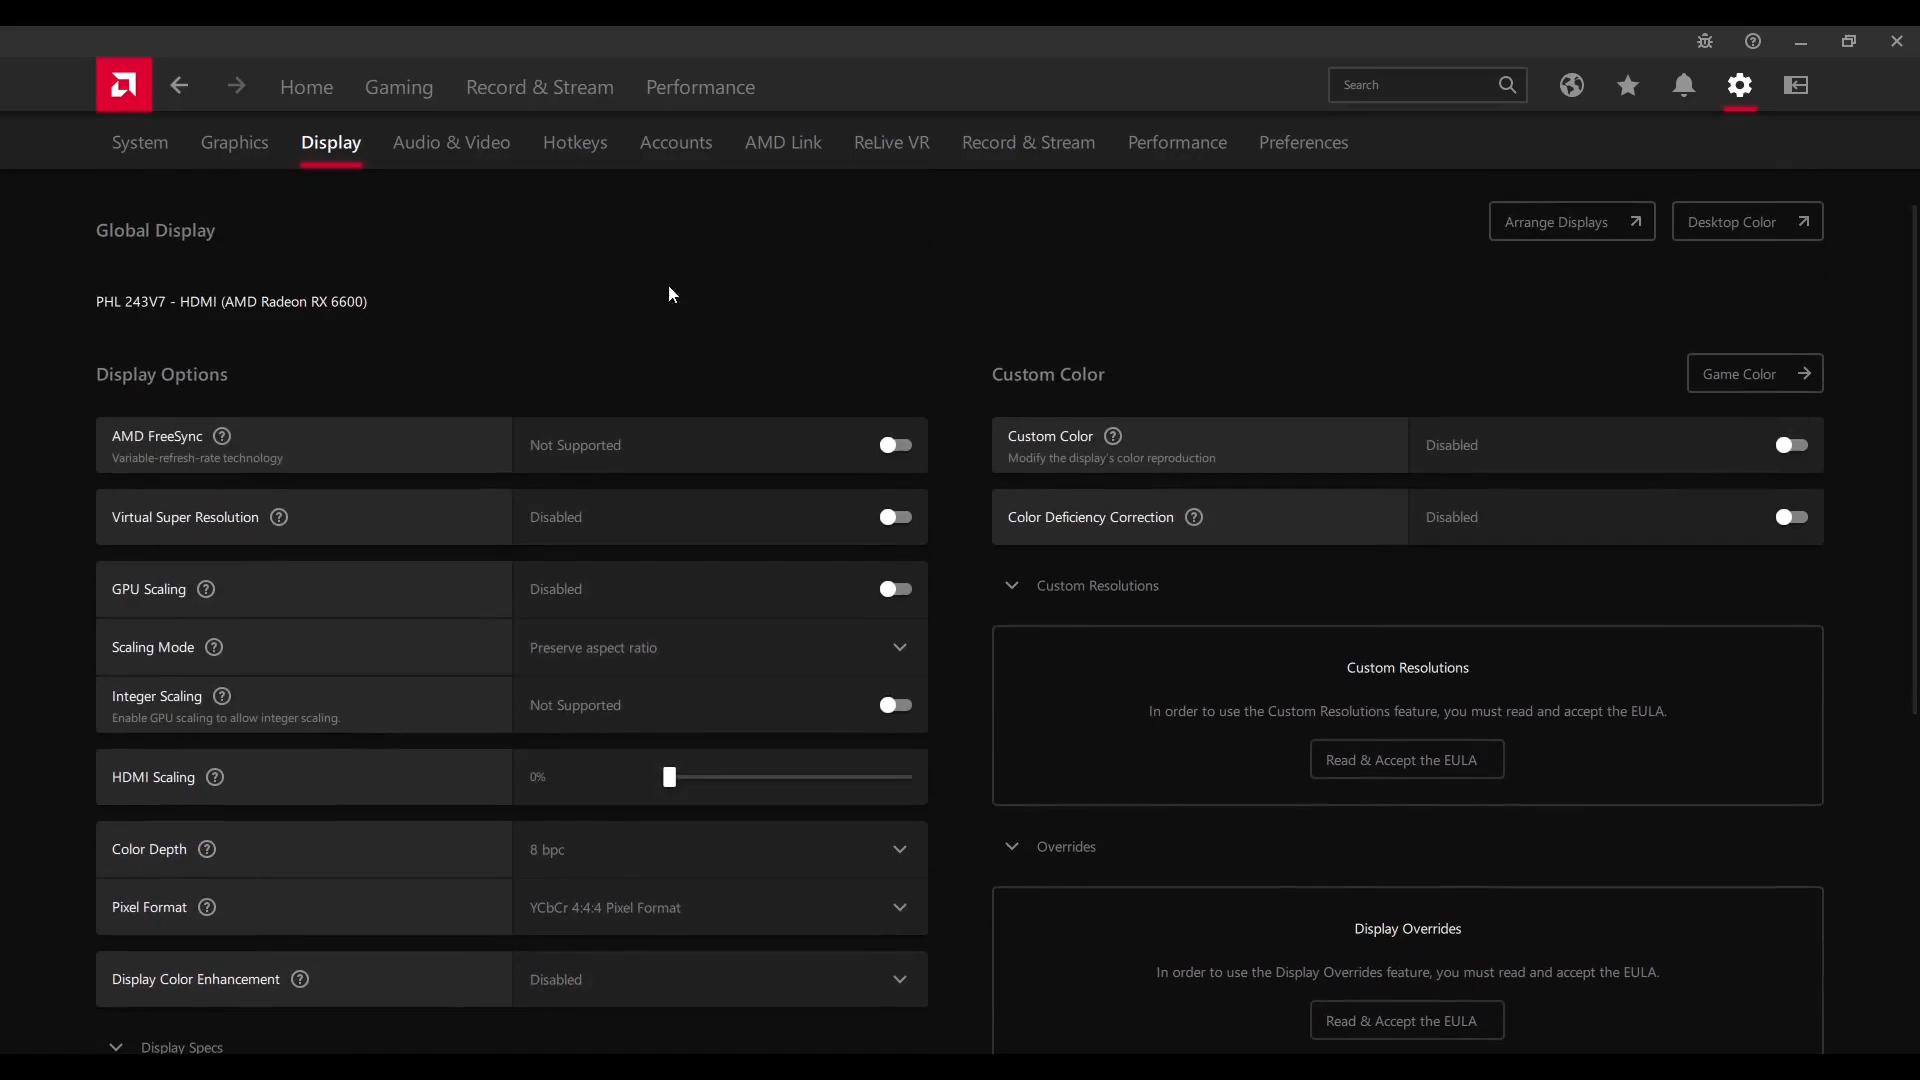 Home
Gaming
Record & Stream
Performance
Search
System
Graphics
Display
Audio & Video
Hotkeys
Accounts
AMD Link
ReLive VR
Record & Stream
Performance
Preferences
Global Display
Arrange Displays
Desktop Color
PHL 243V7 - HDMI (AMD Radeon RX 6600)
Display Options
AMD FreeSync
Variable-refresh-rate technology
Not Supported
Virtual Super Resolution
Disabled
GPU Scaling
Disabled
Scaling Mode
Preserve aspect ratio
Integer Scaling
Enable GPU scaling to allow integer scaling.
Not Supported
HDMI Scaling
0%
Color Depth
8 bpc
Pixel Format
YCbCr 4:4:4 Pixel Format
Display Color Enhancement
Disabled
Display Specs
Custom Color
Game Color
Custom Color
Modify the display's color reproduction
Disabled
Color Deficiency Correction
Disabled
Custom Resolutions
Custom Resolutions
In order to use the Custom Resolutions feature, you must read and accept the EULA.
Read & Accept the EULA
Overrides
Display Overrides
In order to use the Display Overrides feature, you must read and accept the EULA.
Read & Accept the EULA